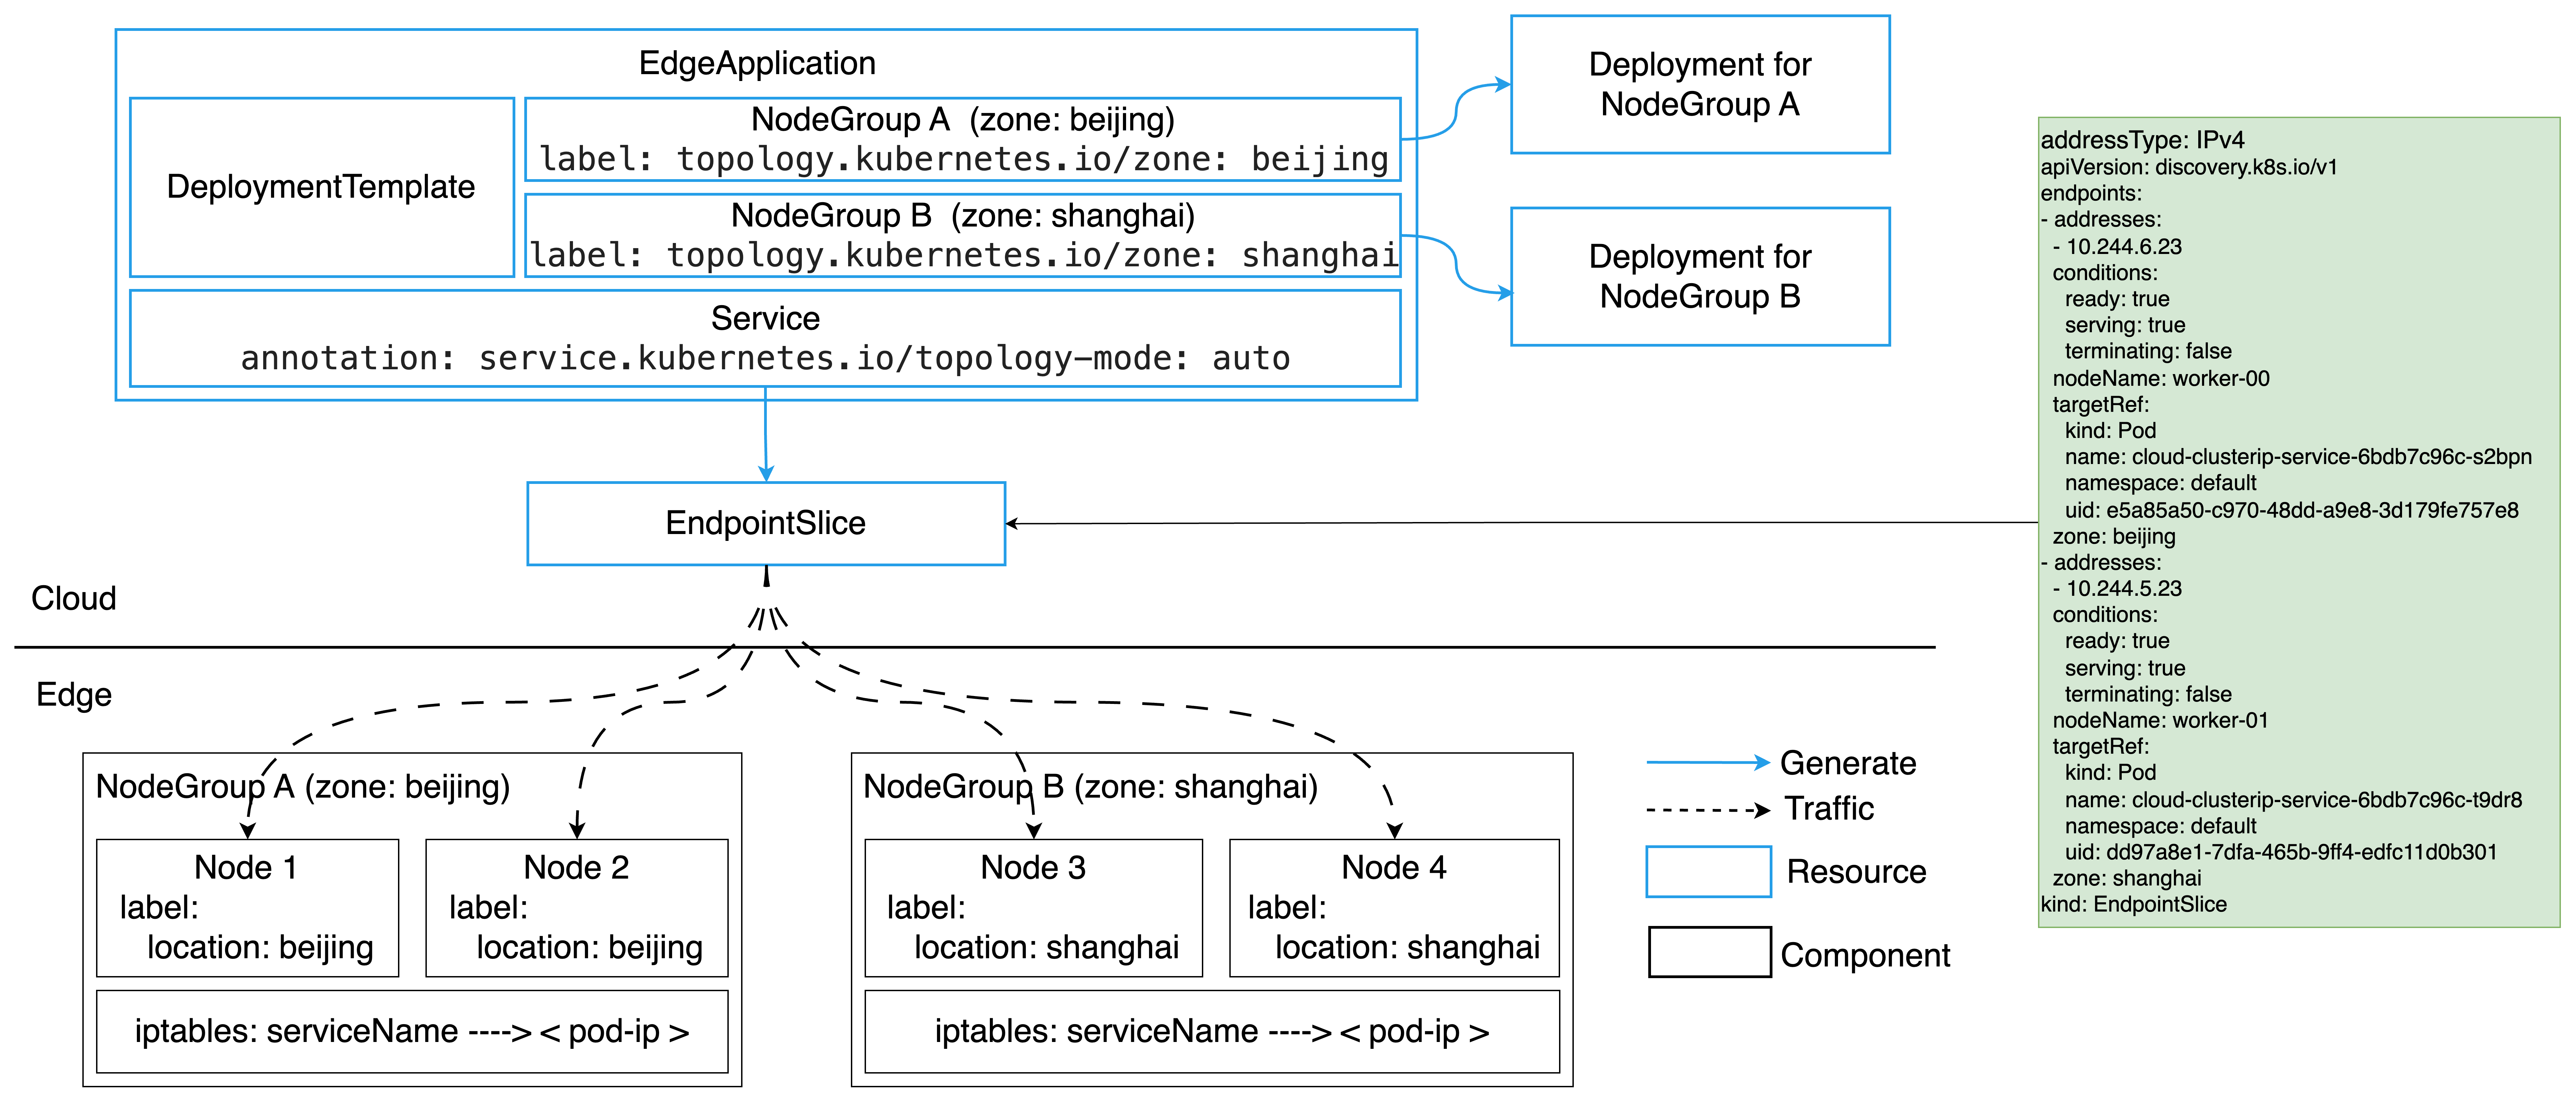 EdgeApplication
DeploymentTemplate
NodeGroup A (zone: beijing)
label: topology.kubernetes.io/zone: beijing
NodeGroup B (zone: shanghai)
label: topology.kubernetes.io/zone: shanghai
Service
annotation: service.kubernetes.io/topology-mode: auto
Deployment for
NodeGroup A
Deployment for
NodeGroup B
EndpointSlice
Cloud
Edge
NodeGroup A (zone: beijing)
Node 1
label:
location: beijing
Node 2
label:
location: beijing
iptables: serviceName ----> < pod-ip >
NodeGroup B (zone: shanghai)
Node 3
label:
location: shanghai
Node 4
label:
location: shanghai
iptables: serviceName ----> < pod-ip >
Generate
Traffic
Resource
Component
addressType: IPv4
apiVersion: discovery.k8s.io/v1
endpoints:
- addresses:
- 10.244.6.23
conditions:
ready: true
serving: true
terminating: false
nodeName: worker-00
targetRef:
kind: Pod
name: cloud-clusterip-service-6bdb7c96c-s2bpn
namespace: default
uid: e5a85a50-c970-48dd-a9e8-3d179fe757e8
zone: beijing
- addresses:
- 10.244.5.23
conditions:
ready: true
serving: true
terminating: false
nodeName: worker-01
targetRef:
kind: Pod
name: cloud-clusterip-service-6bdb7c96c-t9dr8
namespace: default
uid: dd97a8e1-7dfa-465b-9ff4-edfc11d0b301
zone: shanghai
kind: EndpointSlice